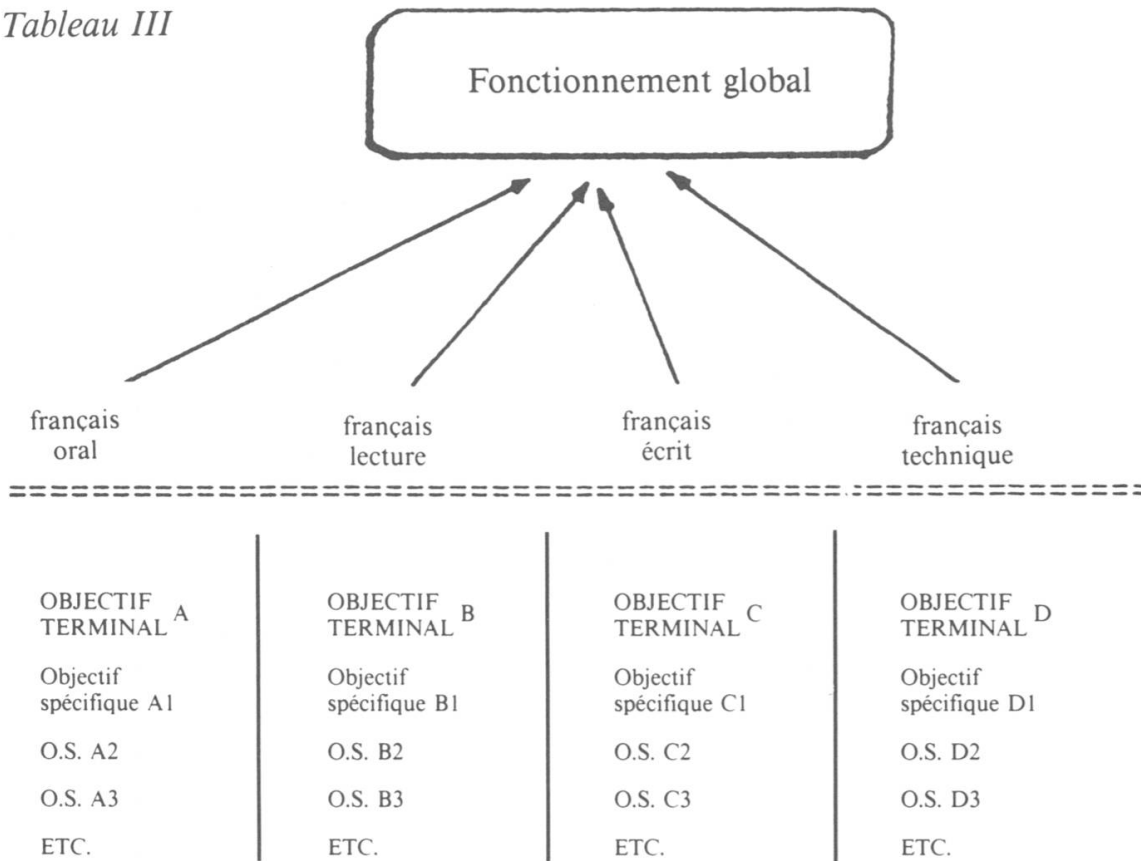 Tableau III
Fonctionnement global
français
oral
français
lecture
français
écrit
français
technique
OBJECTIF
TERMINAL A
Objectif
spécifique A1
O.S. A2
O.S. A3
ETC.
OBJECTIF
TERMINAL B
Objectif
spécifique B1
O.S. B2
O.S. B3
ETC.
OBJECTIF
TERMINAL C
Objectif
spécifique C1
O.S. C2
O.S. C3
ETC.
OBJECTIF
TERMINAL D
Objectif
spécifique D1
O.S. D2
O.S. D3
ETC.